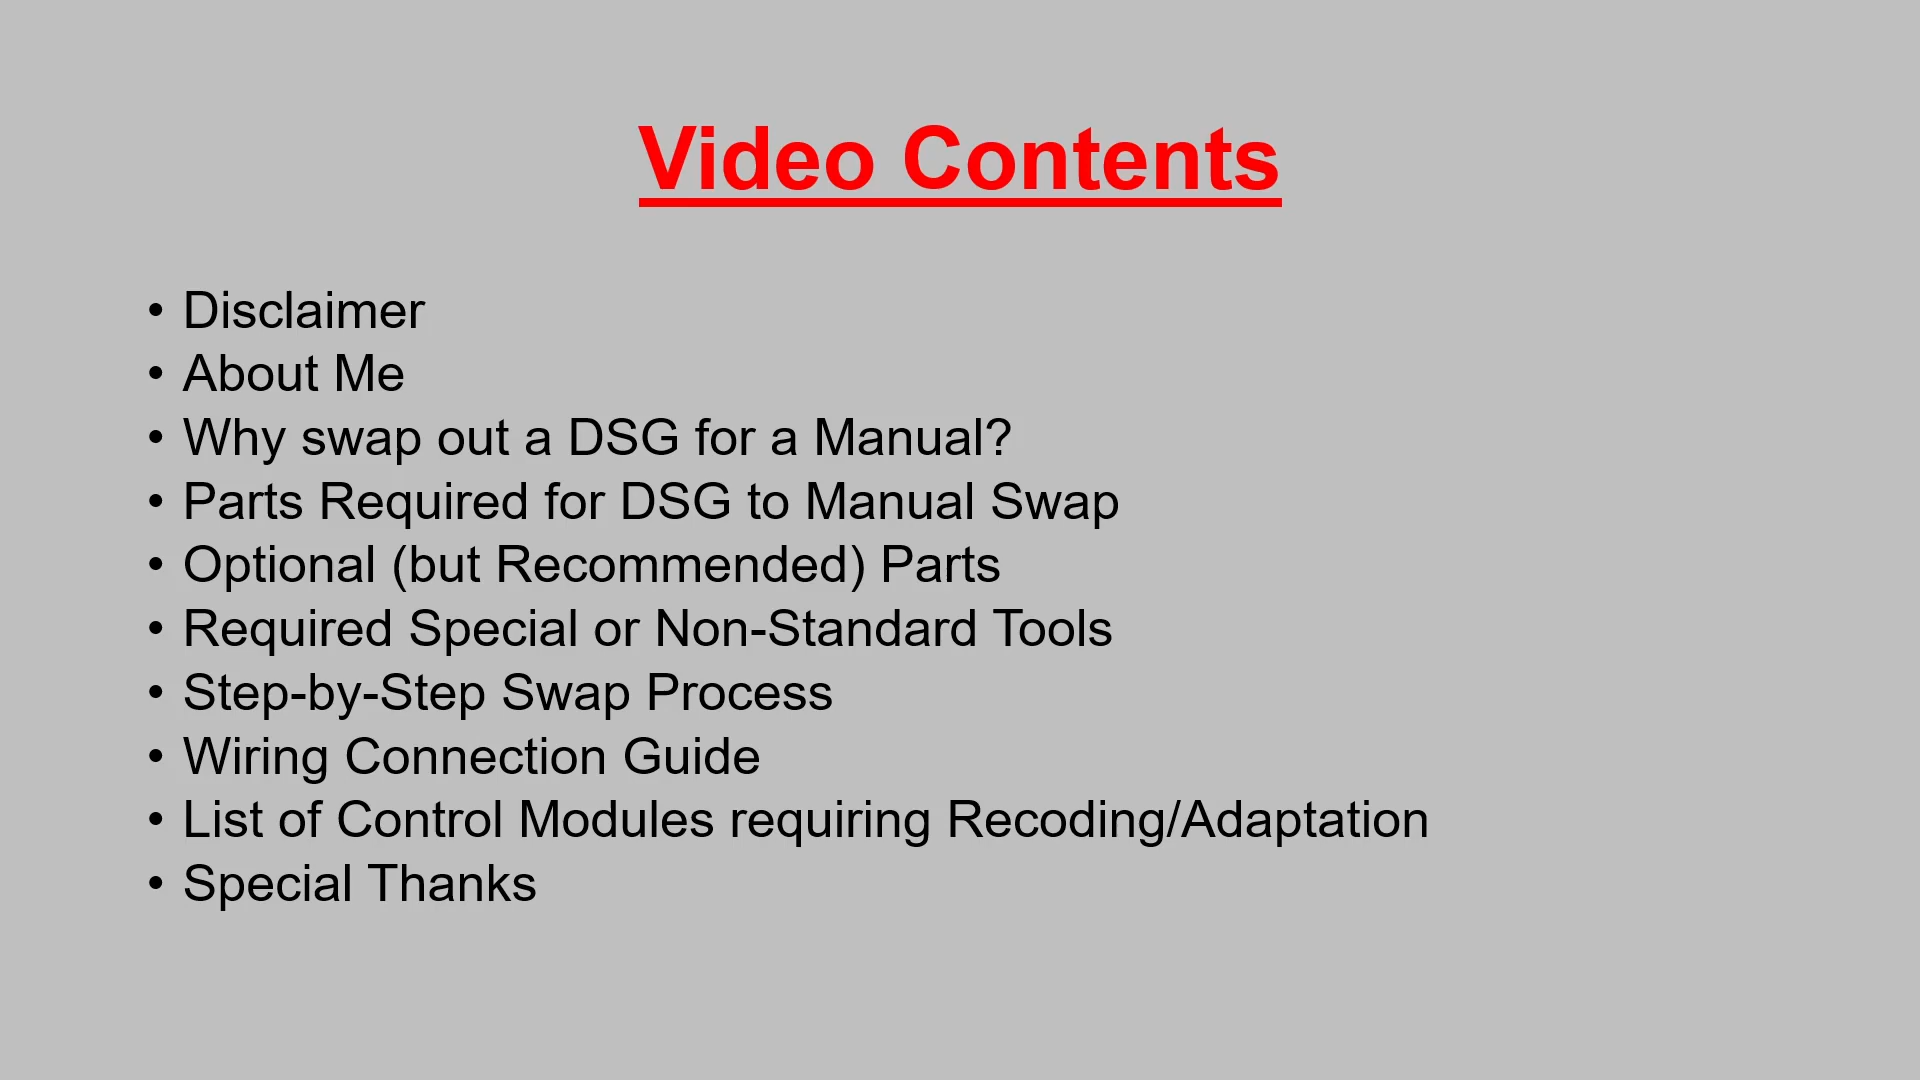 Video Contents
• Disclaimer
• About Me
• Why swap out a DSG for a Manual?
• Parts Required for DSG to Manual Swap
• Optional (but Recommended) Parts
• Required Special or Non-Standard Tools
• Step-by-Step Swap Process
• Wiring Connection Guide
• List of Control Modules requiring Recoding/Adaptation
• Special Thanks